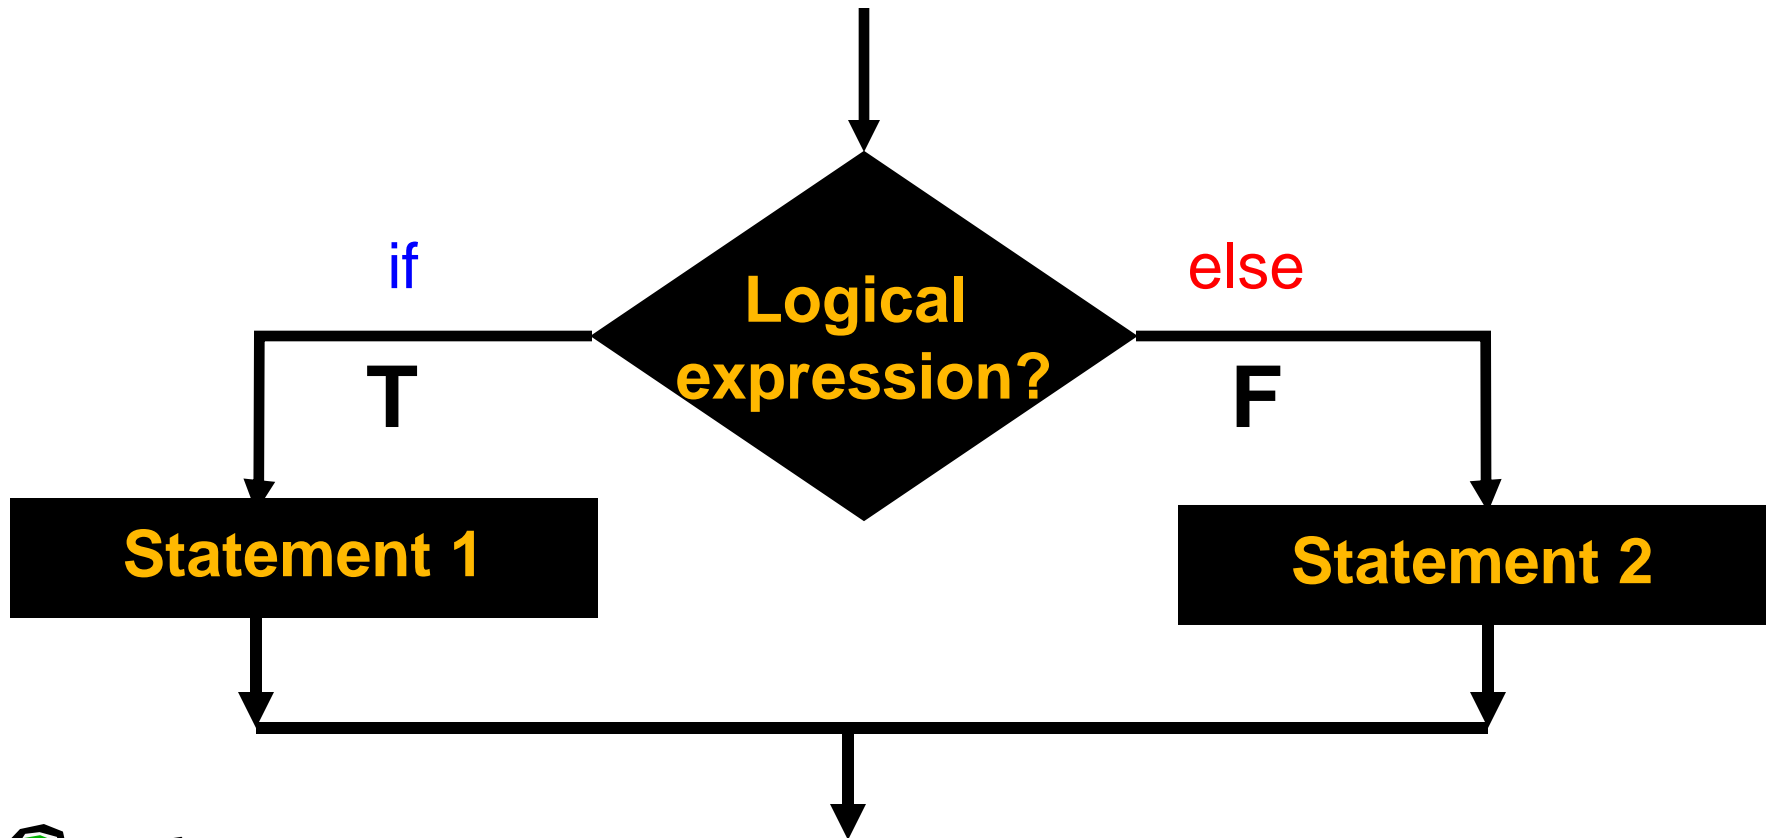 if
else
Logical
expression?
T
F
Statement 1
Statement 2